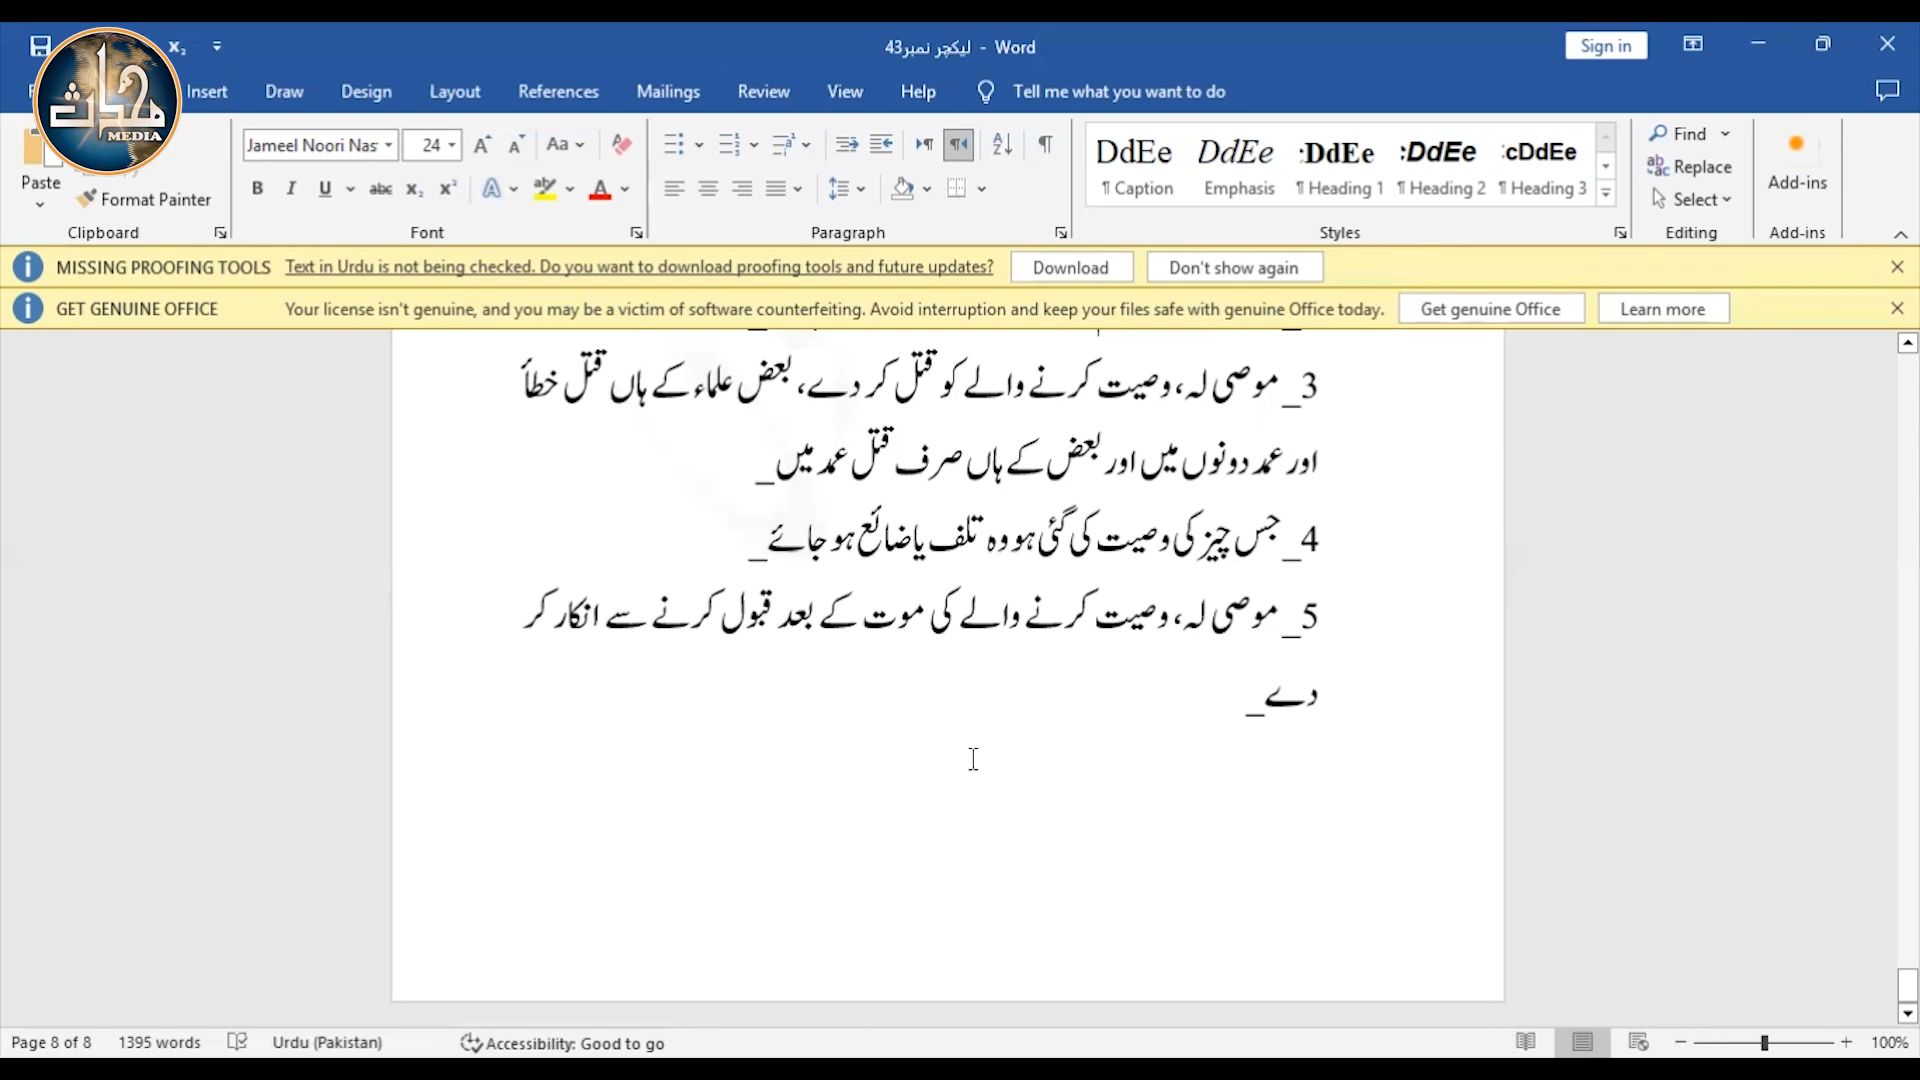 لیکچر نمبر43 - Word
Sign in
Insert Draw Design Layout References Mailings Review View Help Tell me what you want to do
محدث
MEDIA
Paste
Format Painter
Clipboard
Jameel Noori Nas 24
Font
Paragraph
DdEe DdEe :DdEe :DdEe :cDdEe
¶ Caption Emphasis ¶ Heading 1 ¶ Heading 2 ¶ Heading 3
Styles
Find
Replace
Select
Editing
Add-ins
Add-ins
MISSING PROOFING TOOLS Text in Urdu is not being checked. Do you want to download proofing tools and future updates? Download Don't show again
GET GENUINE OFFICE Your license isn't genuine, and you may be a victim of software counterfeiting. Avoid interruption and keep your files safe with genuine Office today. Get genuine Office Learn more
3_ موصی لہ، وصیت کرنے والے کو قتل کر دے، بعض علماء کے ہاں قتل خطأ
اور عمد دونوں میں اور بعض کے ہاں صرف قتل عمد میں_
4_ جس چیز کی وصیت کی گئی ہو وہ تلف یا ضائع ہو جائے_
5_ موصی لہ، وصیت کرنے والے کی موت کے بعد قبول کرنے سے انکار کر
دے_
Page 8 of 8 1395 words Urdu (Pakistan) Accessibility: Good to go 100%